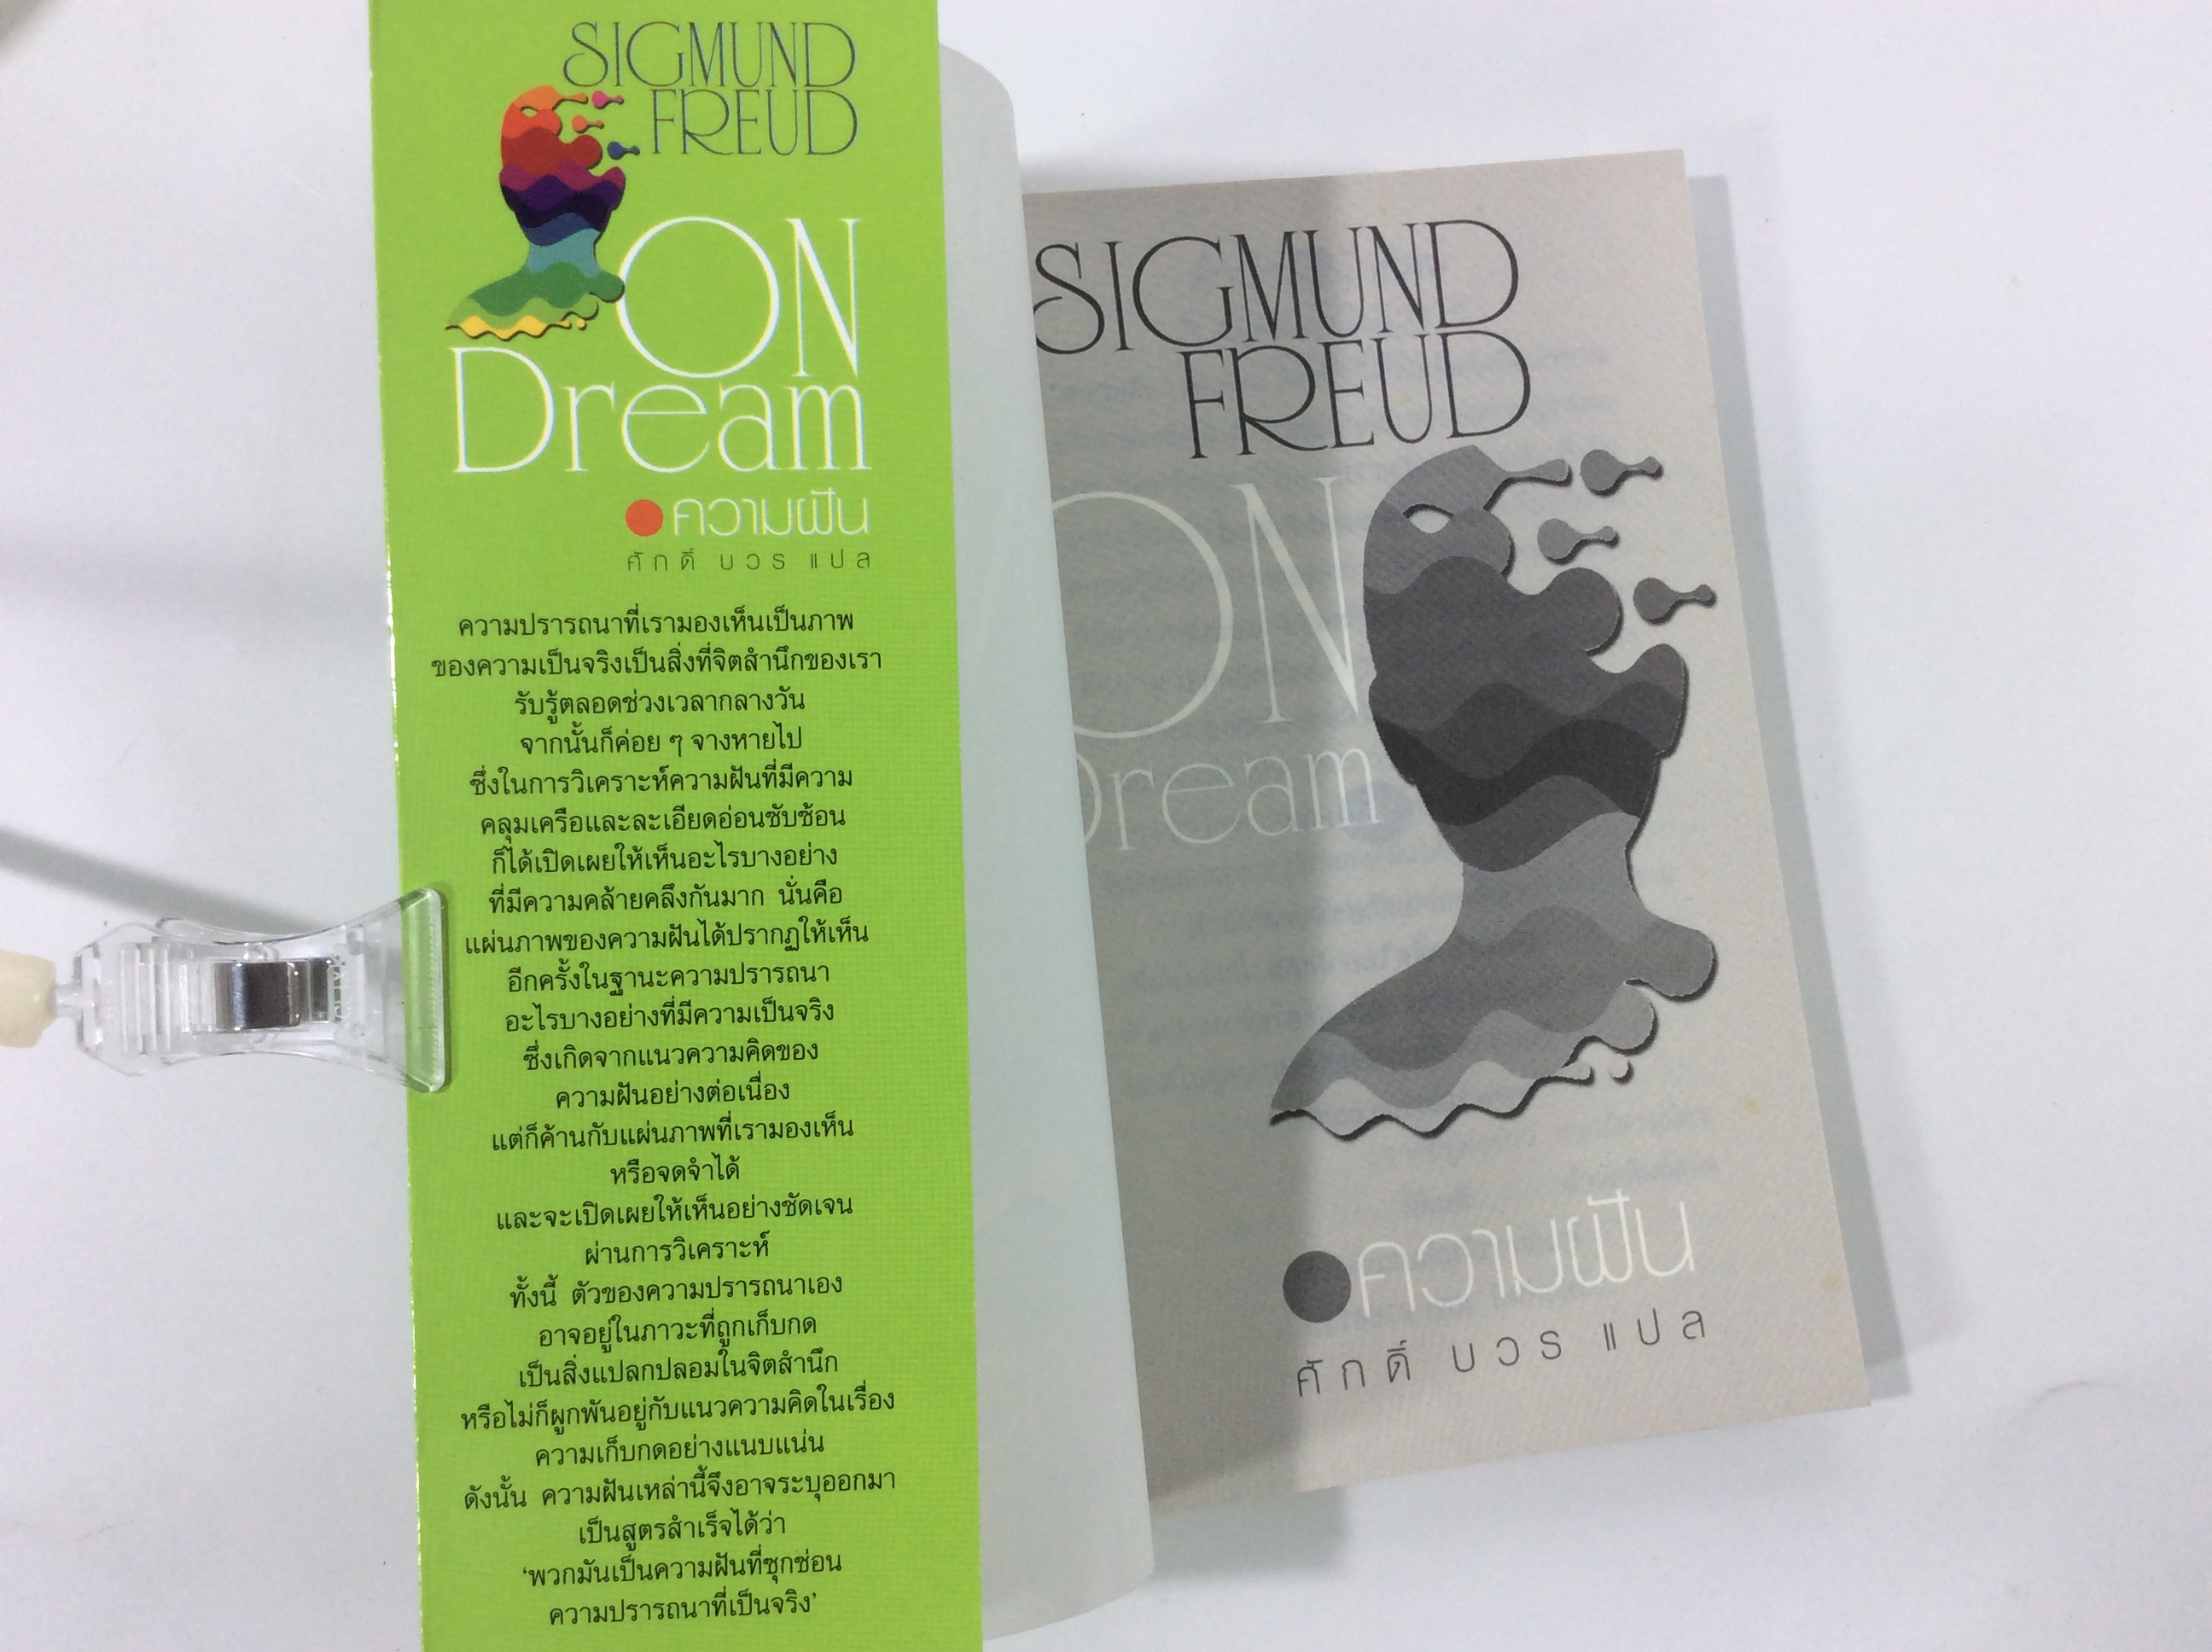 SIGMUND
FREUD
ON
Dream
ความฝัน
ศักดิ์ บวร แปล
ความปรารถนาที่เรามองเห็นเป็นภาพ
ของความเป็นจริงเป็นสิ่งที่จิตสำนึกของเรา
รับรู้ตลอดช่วงเวลากลางวัน
จากนั้นก็ค่อย ๆ จางหายไป
ซึ่งในการวิเคราะห์ความฝันที่มีความ
คลุมเครือและละเอียดอ่อนซับซ้อน
ก็ได้เปิดเผยให้เห็นอะไรบางอย่าง
ที่มีความคล้ายคลึงกันมาก นั่นคือ
แผ่นภาพของความฝันได้ปรากฏให้เห็น
อีกครั้งในฐานะความปรารถนา
อะไรบางอย่างที่มีความเป็นจริง
ซึ่งเกิดจากแนวความคิดของ
ความฝันอย่างต่อเนื่อง
แต่ก็ค้านกับแผ่นภาพที่เรามองเห็น
หรือจดจำได้
และจะเปิดเผยให้เห็นอย่างชัดเจน
ผ่านการวิเคราะห์
ทั้งนี้ ตัวของความปรารถนาเอง
อาจอยู่ในภาวะที่ถูกเก็บกด
เป็นสิ่งแปลกปลอมในจิตสำนึก
หรือไม่ก็ผูกพันอยู่กับแนวความคิดในเรื่อง
ความเก็บกดอย่างแนบแน่น
ดังนั้น ความฝันเหล่านี้จึงอาจระบุออกมา
เป็นสูตรสำเร็จได้ว่า
‘พวกมันเป็นความฝันที่ซุกซ่อน
ความปรารถนาที่เป็นจริง’
SIGMUND
FREUD
ON
Dream
ความฝัน
ศักดิ์ บวร แปล